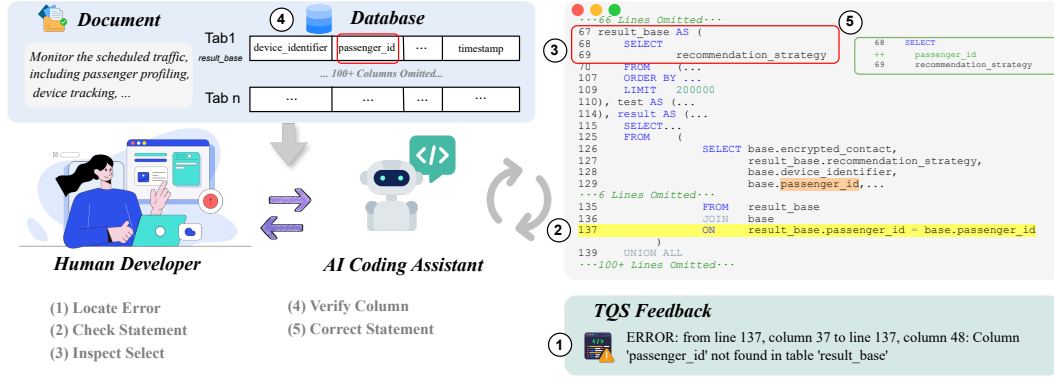 Document
Monitor the scheduled traffic,
including passenger profiling,
device tracking, ...
4
Database
Tab1
result_base
device_identifier passenger_id ... timestamp
... 100+ Columns Omitted...
Tab n ... ... ... ...
</>
Human Developer
AI Coding Assistant
(1) Locate Error
(2) Check Statement
(3) Inspect Select
(4) Verify Column
(5) Correct Statement
···66 Lines Omitted···
3
67 result_base AS (
68 SELECT
69 recommendation_strategy
70 FROM (...
107 ORDER BY ...
109 LIMIT 200000
110), test AS (...
114), result AS (...
115 SELECT...
125 FROM (
126 SELECT base.encrypted_contact,
127 result_base.recommendation_strategy,
128 base.device_identifier,
129 base.passenger_id,...
···6 Lines Omitted···
135 FROM result_base
136 JOIN base
2
137 ON result_base.passenger_id = base.passenger_id
)
139 UNION ALL
···100+ Lines Omitted···
5
68 SELECT
++ passenger_id
69 recommendation_strategy
TQS Feedback
1
ERROR: from line 137, column 37 to line 137, column 48: Column
'passenger_id' not found in table 'result_base'